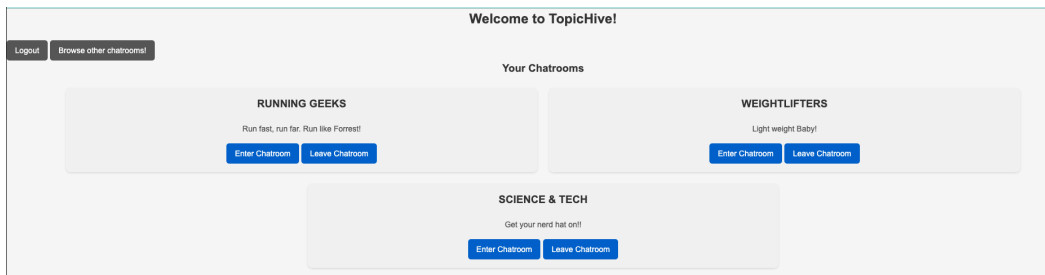 Welcome to TopicHive!
Logout Browse other chatrooms!
Your Chatrooms
RUNNING GEEKS
Run fast, run far. Run like Forrest!
Enter Chatroom Leave Chatroom
WEIGHTLIFTERS
Light weight Baby!
Enter Chatroom Leave Chatroom
SCIENCE & TECH
Get your nerd hat on!!
Enter Chatroom Leave Chatroom